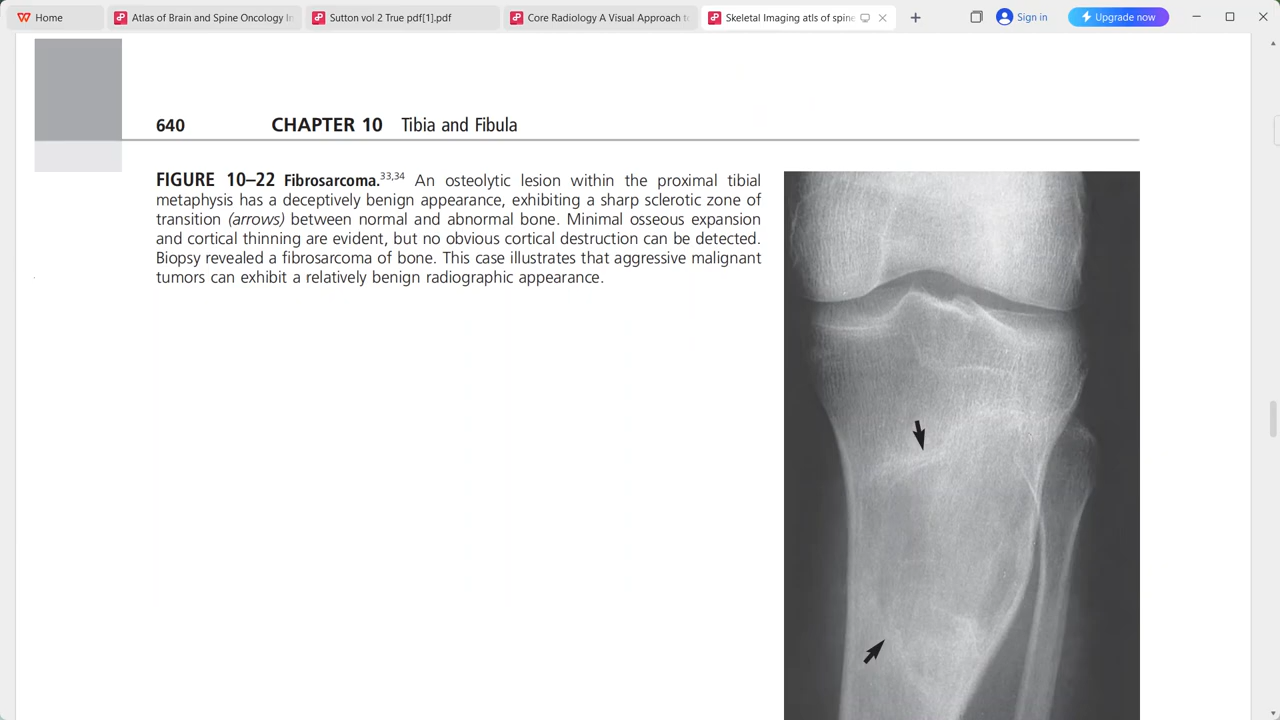 Home
Atlas of Brain and Spine Oncology I
Sutton vol 2 True pdf[1].pdf
Core Radiology A Visual Approach to
Skeletal Imaging atls of spine
Sign in
Upgrade now
640 CHAPTER 10 Tibia and Fibula
FIGURE 10–22 Fibrosarcoma.33,34 An osteolytic lesion within the proximal tibial
metaphysis has a deceptively benign appearance, exhibiting a sharp sclerotic zone of
transition (arrows) between normal and abnormal bone. Minimal osseous expansion
and cortical thinning are evident, but no obvious cortical destruction can be detected.
Biopsy revealed a fibrosarcoma of bone. This case illustrates that aggressive malignant
tumors can exhibit a relatively benign radiographic appearance.